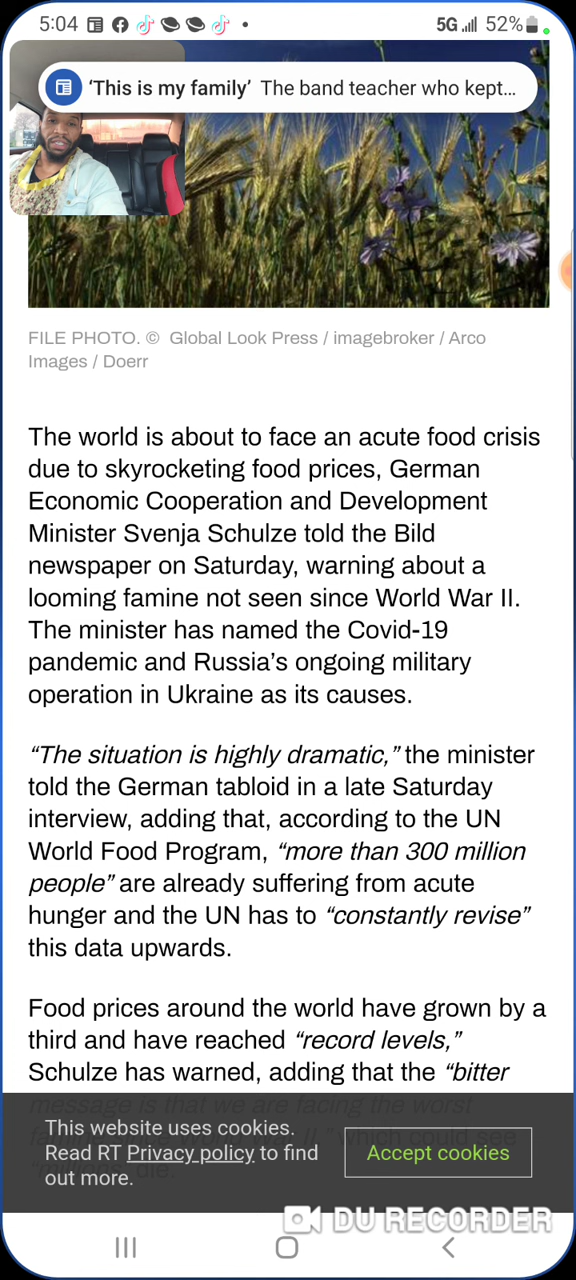 5:04
5G 52%
‘This is my family’ The band teacher who kept...
FILE PHOTO. © Global Look Press / imagebroker / Arco
Images / Doerr
The world is about to face an acute food crisis
due to skyrocketing food prices, German
Economic Cooperation and Development
Minister Svenja Schulze told the Bild
newspaper on Saturday, warning about a
looming famine not seen since World War II.
The minister has named the Covid-19
pandemic and Russia’s ongoing military
operation in Ukraine as its causes.
“The situation is highly dramatic,” the minister
told the German tabloid in a late Saturday
interview, adding that, according to the UN
World Food Program, “more than 300 million
people” are already suffering from acute
hunger and the UN has to “constantly revise”
this data upwards.
Food prices around the world have grown by a
third and have reached “record levels,”
Schulze has warned, adding that the “bitter
message is that we are facing the worst
This website uses cookies.
Read RT Privacy policy to find
out more.
Accept cookies
DU RECORDER